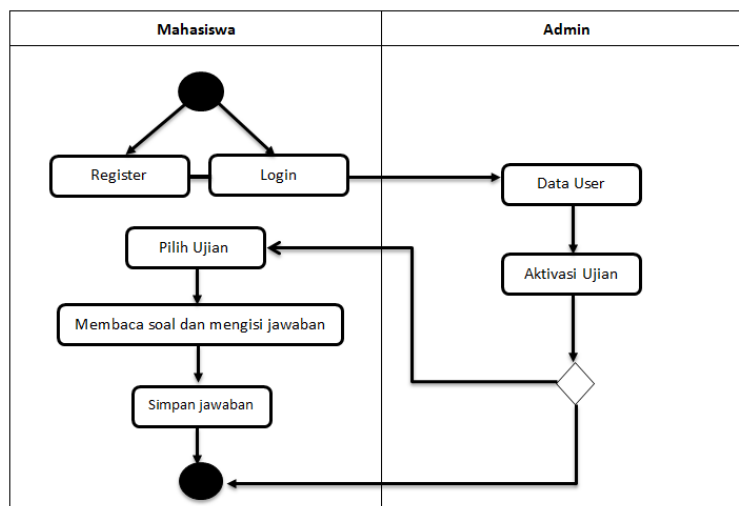 Mahasiswa
Admin
Register
Login
Data User
Pilih Ujian
Aktivasi Ujian
Membaca soal dan mengisi jawaban
Simpan jawaban